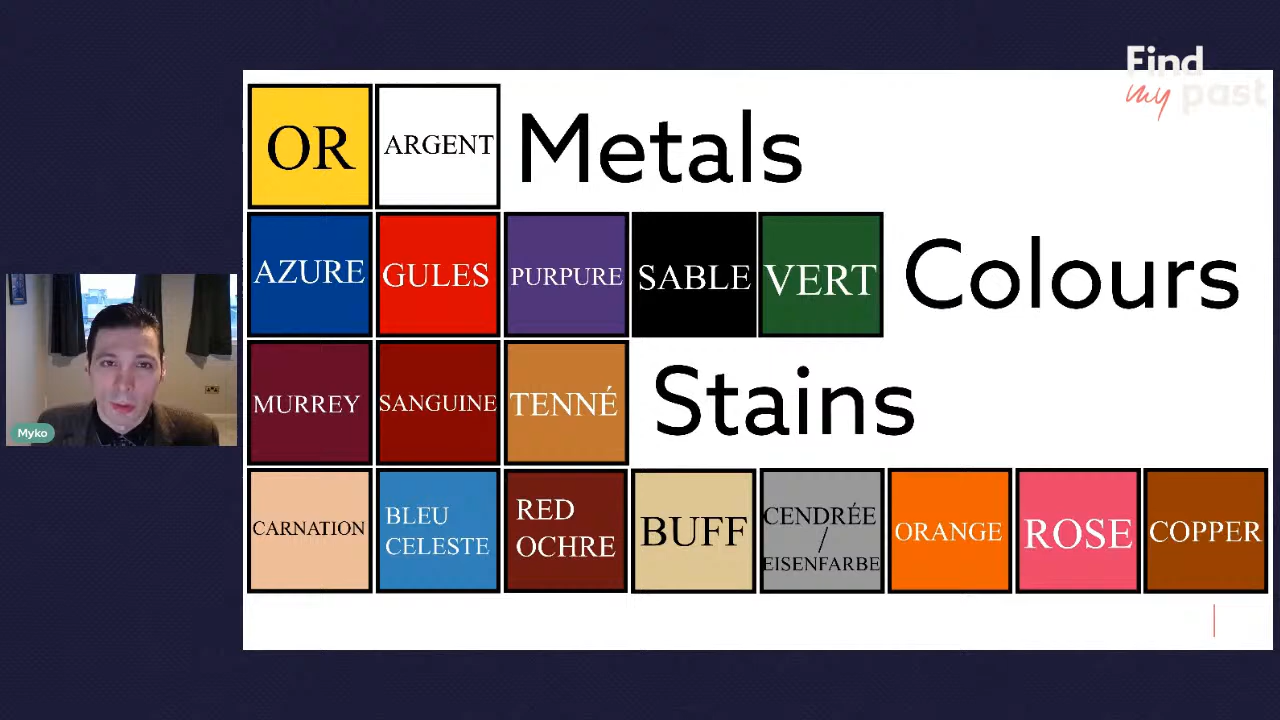 Find
my past
OR
ARGENT
Metals
AZURE
GULES
PURPURE
SABLE
VERT
Colours
MURREY
SANGUINE
TENNÉ
Stains
Myko
CARNATION
BLEU
CELESTE
RED
OCHRE
BUFF
CENDRÉE
/
EISENFARBE
ORANGE
ROSE
COPPER